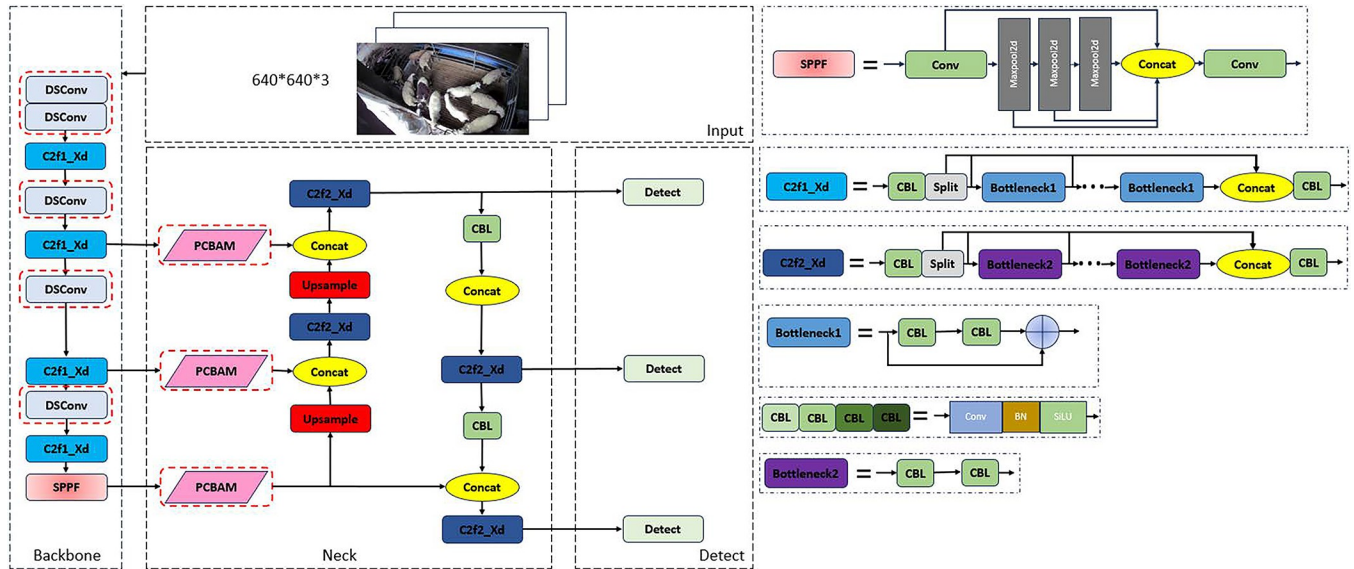 DSConv
DSConv
C2f1_Xd
DSConv
C2f1_Xd
DSConv
C2f1_Xd
DSConv
C2f1_Xd
SPPF
Backbone
640*640*3
Input
PCBAM
PCBAM
PCBAM
C2f2_Xd
Concat
Upsample
C2f2_Xd
Concat
Upsample
CBL
Concat
C2f2_Xd
CBL
Concat
C2f2_Xd
Neck
Detect
Detect
Detect
Detect
SPPF = Conv Maxpool2d Maxpool2d Maxpool2d Concat Conv
C2f1_Xd = CBL Split Bottleneck1 ··· Bottleneck1 Concat CBL
C2f2_Xd = CBL Split Bottleneck2 ··· Bottleneck2 Concat CBL
Bottleneck1 = CBL CBL
CBL CBL CBL CBL = Conv BN SiLU
Bottleneck2 = CBL CBL